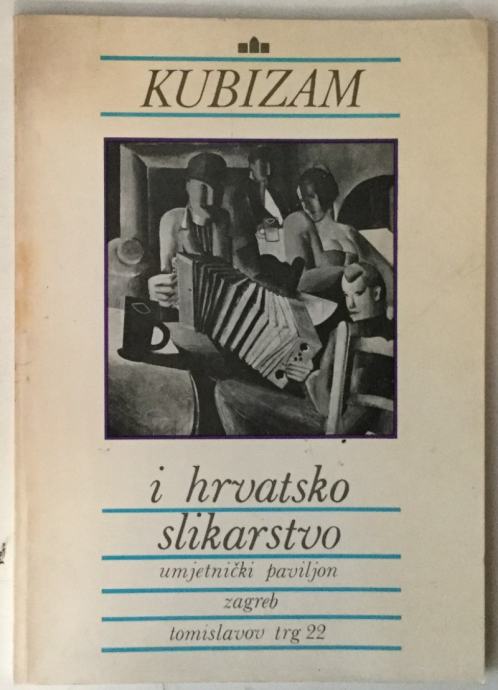 KUBIZAM
i hrvatsko
slikarstvo
umjetnički paviljon
zagreb
tomislavov trg 22